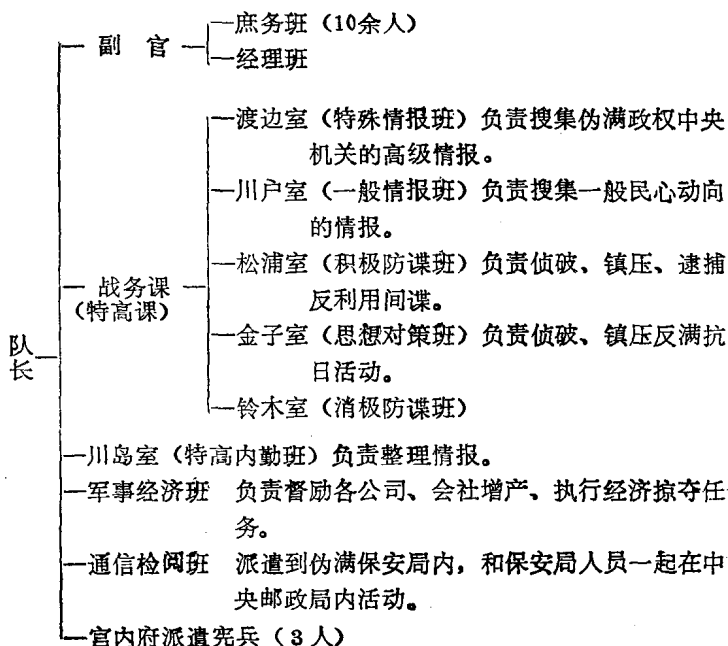 庶务班（10余人）
副 官
经理班
渡边室（特殊情报班）负责搜集伪满政权中央
机关的高级情报。
川户室（一般情报班）负责搜集一般民心动向
的情报。
松浦室（积极防谍班）负责侦破、镇压、逮捕
反利用间谍。
战务课
（特高课）
金子室（思想对策班）负责侦破、镇压反满抗
日活动。
队长
铃木室（消极防谍班）
川岛室（特高内勤班）负责整理情报。
军事经济班 负责督励各公司、会社增产、执行经济掠夺任
务。
通信检阅班 派遣到伪满保安局内，和保安局人员一起在中
央邮政局内活动。
宫内府派遣宪兵（3人）